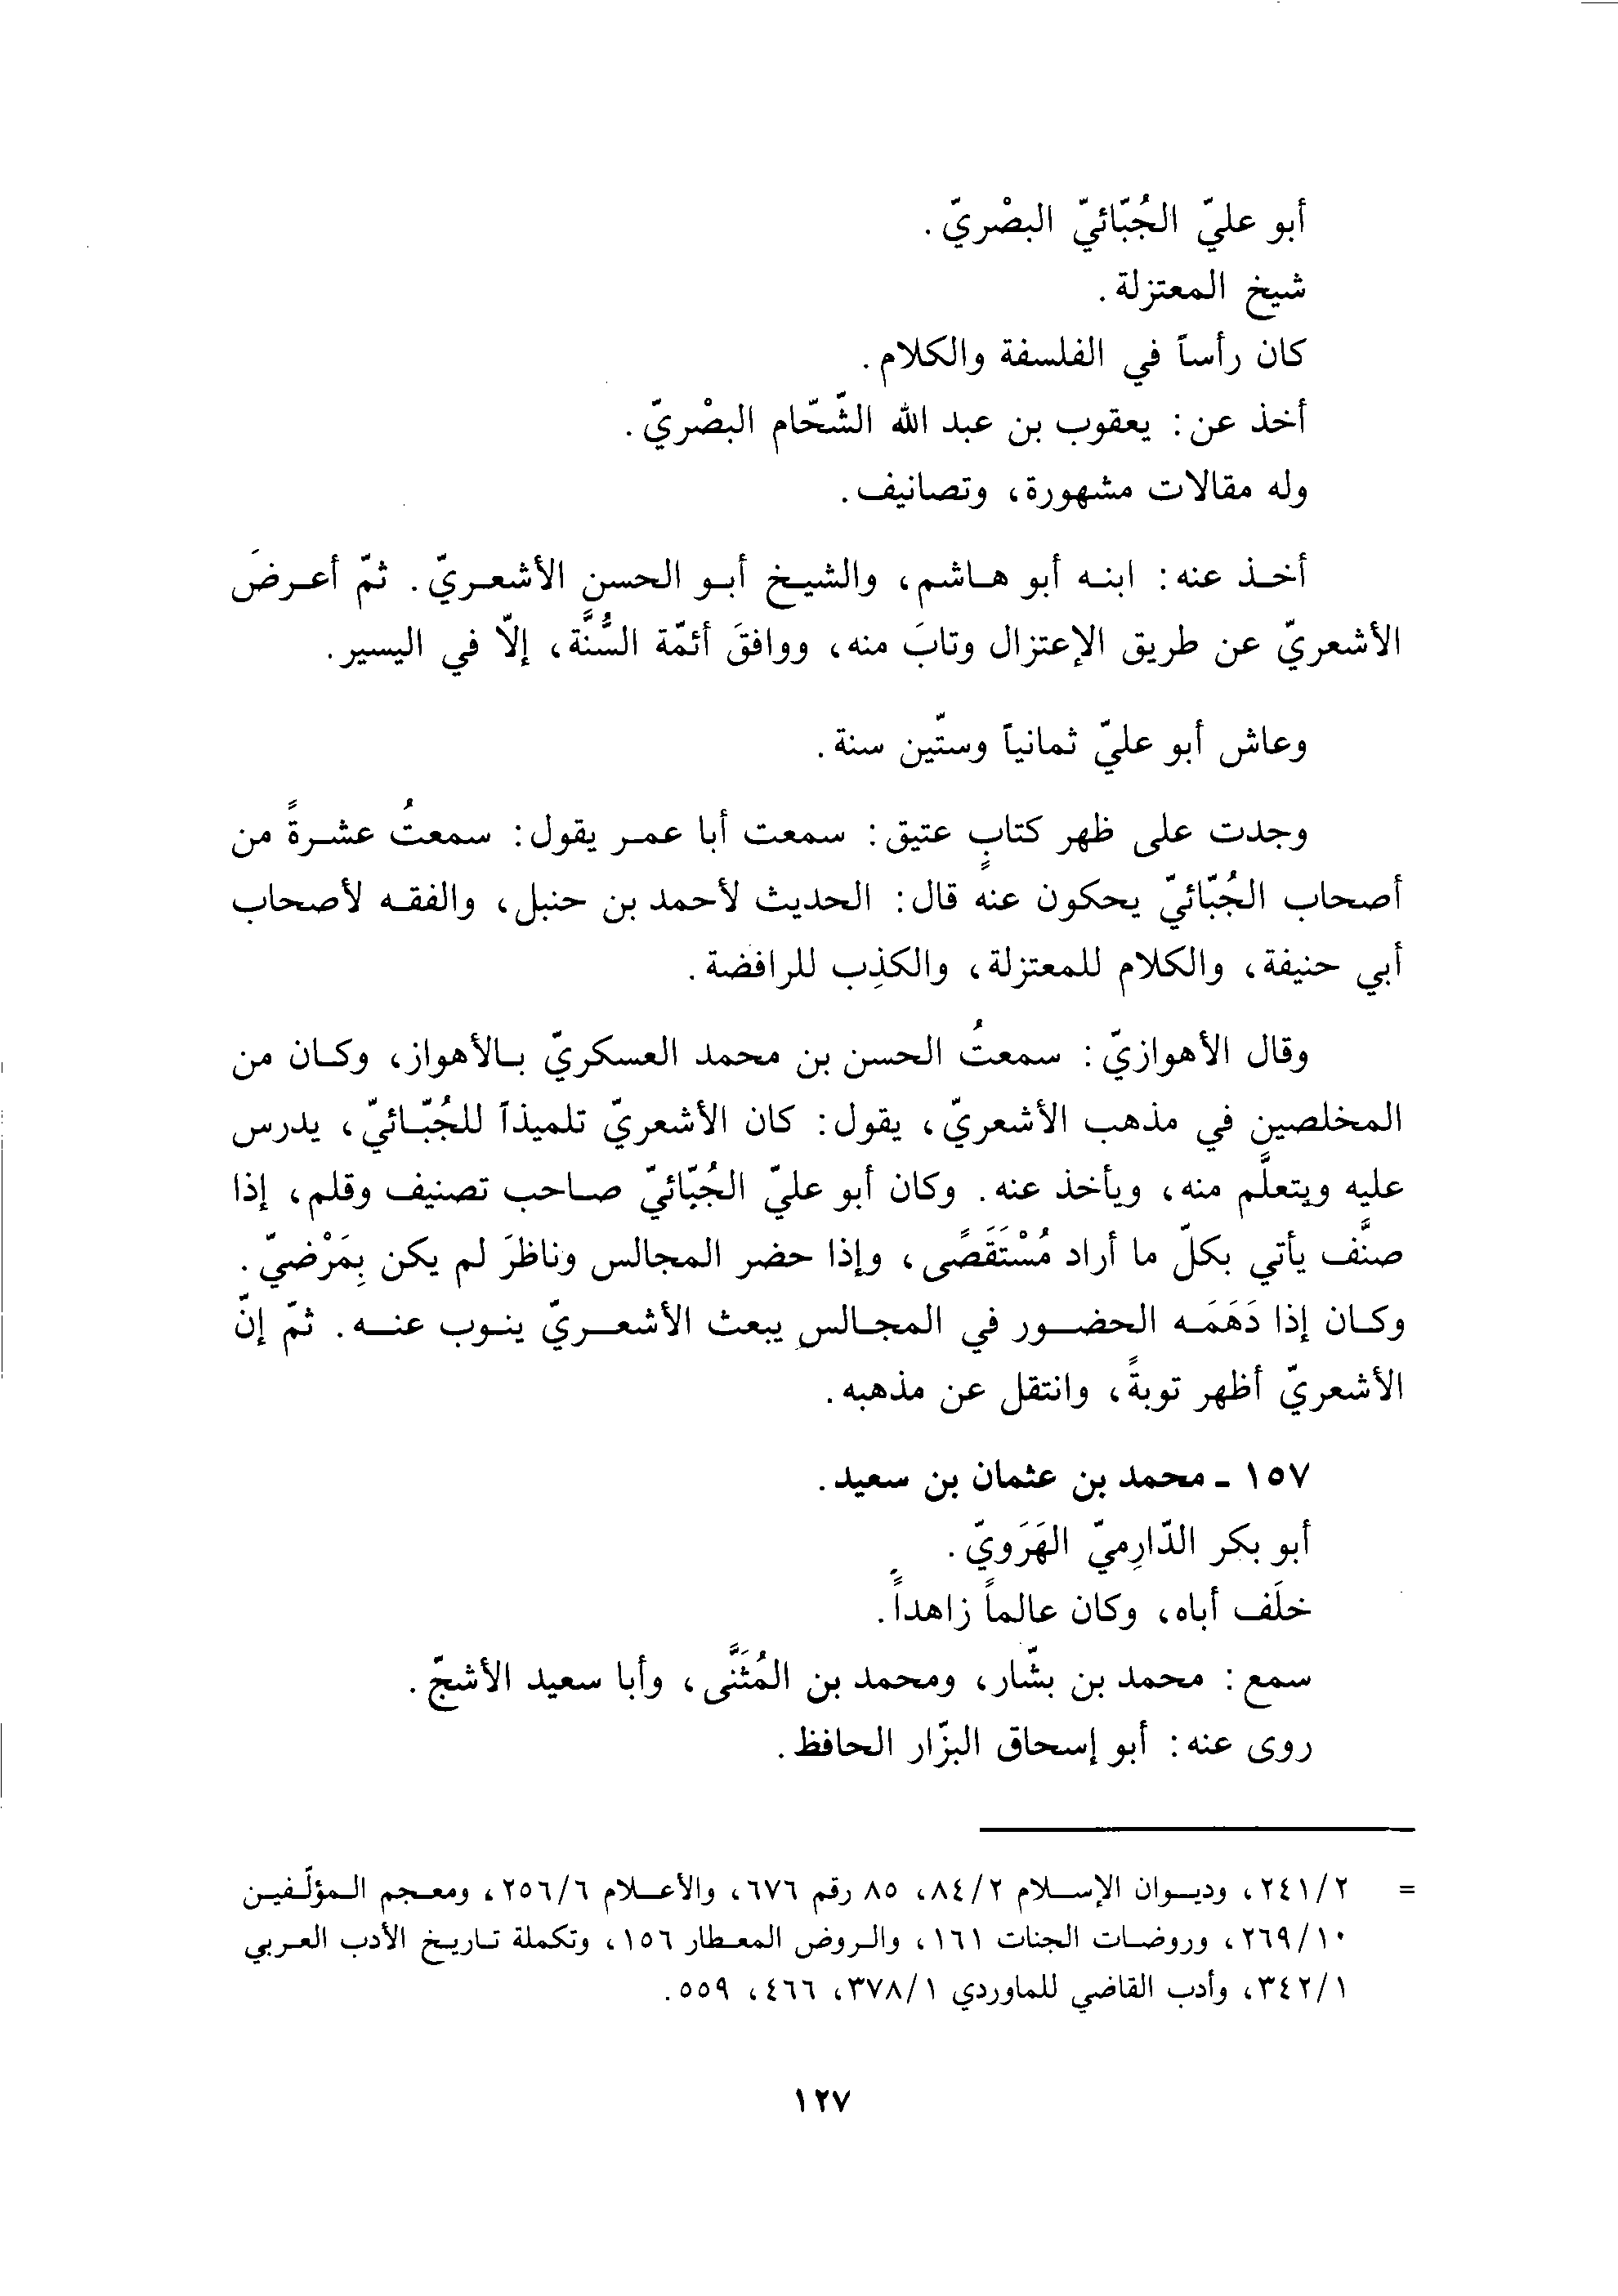 أبو عليّ الجُبّائيّ البصْريّ.
شيخ المعتزلة.
كان رأساً في الفلسفة والكلام.
أخذ عن: يعقوب بن عبد الله الشّحّام البصْريّ.
وله مقالات مشهورة، وتصانيف.
أخذ عنه: ابنه أبو هاشم، والشيخ أبو الحسن الأشعريّ. ثمّ أعرضَ
الأشعريّ عن طريق الإعتزال وتابَ منه، ووافقَ أئمّة السُّنَّة، إلّا في اليسير.
وعاش أبو عليّ ثمانياً وستّين سنة.
وجدت على ظهر كتابٍ عتيق: سمعت أبا عمر يقول: سمعتُ عشرةً من
أصحاب الجُبّائيّ يحكون عنه قال: الحديث لأحمد بن حنبل، والفقه لأصحاب
أبي حنيفة، والكلام للمعتزلة، والكذِب للرافضة.
وقال الأهوازيّ: سمعتُ الحسن بن محمد العسكريّ بالأهواز، وكان من
المخلصين في مذهب الأشعريّ، يقول: كان الأشعريّ تلميذاً للجُبّائيّ، يدرس
عليه ويتعلَّم منه، ويأخذ عنه. وكان أبو عليّ الجُبّائيّ صاحب تصنيف وقلم، إذا
صنَّف يأتي بكلّ ما أراد مُسْتَقَصًى، وإذا حضر المجالس وناظرَ لم يكن بِمَرْضيّ.
وكان إذا دَهَمَه الحضور في المجالس يبعث الأشعريّ ينوب عنه. ثمّ إنّ
الأشعريّ أظهر توبةً، وانتقل عن مذهبه.
١٥٧ - محمد بن عثمان بن سعيد.
أبو بكر الدّارِميّ الهَرَويّ.
خلَف أباه، وكان عالماً زاهداً.
سمع: محمد بن بشّار، ومحمد بن المُثَنَّى، وأبا سعيد الأشجّ.
روى عنه: أبو إسحاق البزّار الحافظ.
= ٢/ ٢٤١، وديوان الإسلام ٢/ ٨٤، ٨٥ رقم ٦٧٦، والأعلام ٦/ ٢٥٦، ومعجم المؤلّفين
١٠/ ٢٦٩، وروضات الجنات ١٦١، والروض المعطار ١٥٦، وتكملة تاريخ الأدب العربي
١/ ٣٤٢، وأدب القاضي للماوردي ١/ ٣٧٨، ٤٦٦، ٥٥٩.
١٢٧